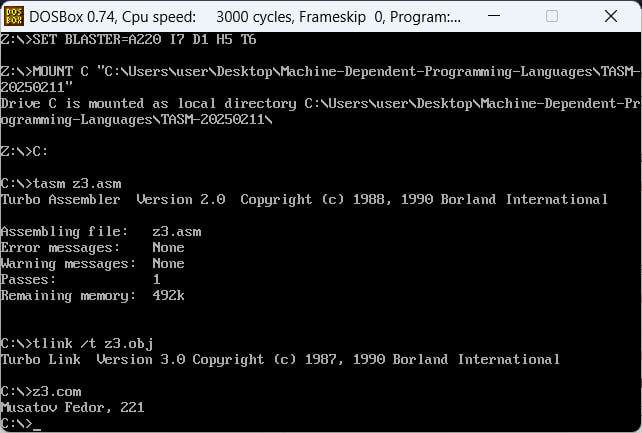 DOSBox 0.74, Cpu speed:    3000 cycles, Frameskip  0, Program:...
Z:\>SET BLASTER=A220 I7 D1 H5 T6
Z:\>MOUNT C "C:\Users\user\Desktop\Machine-Dependent-Programming-Languages\TASM-
20250211"
Drive C is mounted as local directory C:\Users\user\Desktop\Machine-Dependent-Pr
ogramming-Languages\TASM-20250211\
Z:\>C:
C:\>tasm z3.asm
Turbo Assembler  Version 2.0  Copyright (c) 1988, 1990 Borland International
Assembling file:   z3.asm
Error messages:    None
Warning messages:  None
Passes:            1
Remaining memory:  492k
C:\>tlink /t z3.obj
Turbo Link  Version 3.0 Copyright (c) 1987, 1990 Borland International
C:\>z3.com
Musatov Fedor, 221
C:\>_